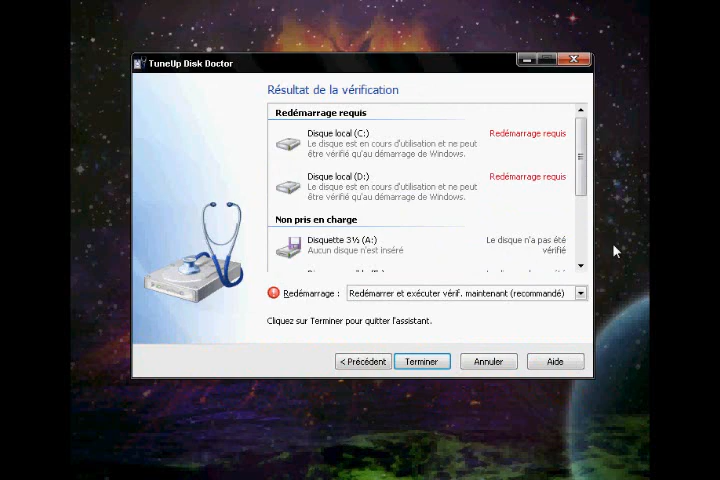 TuneUp Disk Doctor
Résultat de la vérification
Redémarrage requis
Disque local (C:)
Redémarrage requis
Le disque est en cours d'utilisation et ne peut
être vérifié qu'au démarrage de Windows.
Disque local (D:)
Redémarrage requis
Le disque est en cours d'utilisation et ne peut
être vérifié qu'au démarrage de Windows.
Non pris en charge
Disquette 3½ (A:)
Le disque n'a pas été
Aucun disque n'est inséré
vérifié
Redémarrage :
Redémarrer et exécuter vérif. maintenant (recommandé)
Cliquez sur Terminer pour quitter l'assistant.
< Précédent
Terminer
Annuler
Aide